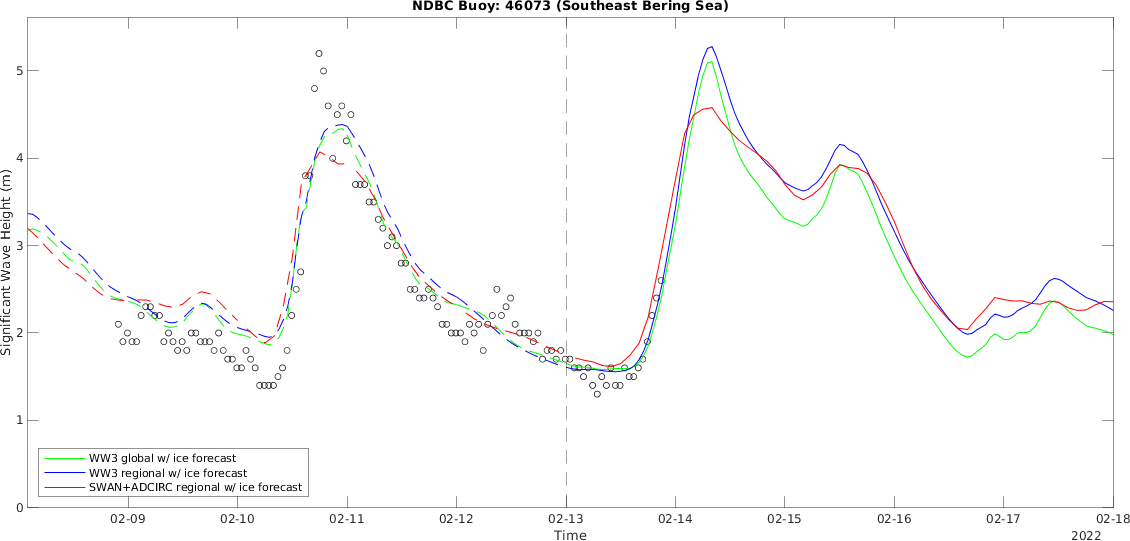 NDBC Buoy: 46073 (Southeast Bering Sea)
Significant Wave Height (m)
5
4
3
2
1
0
WW3 global w/ ice forecast
WW3 regional w/ ice forecast
SWAN+ADCIRC regional w/ ice forecast
02-09 02-10 02-11 02-12 02-13 02-14 02-15 02-16 02-17 02-18
Time
2022